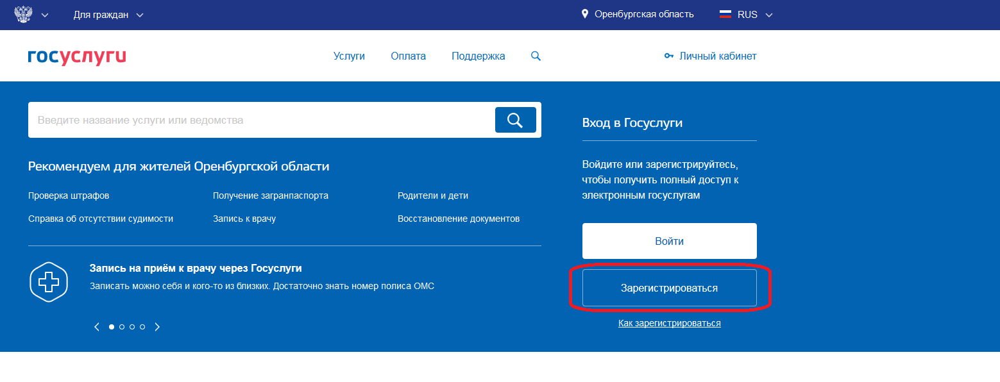 Для граждан
Оренбургская область
RUS
госуслуги
Услуги
Оплата
Поддержка
Личный кабинет
Введите название услуги или ведомства
Рекомендуем для жителей Оренбургской области
Проверка штрафов
Получение загранпаспорта
Родители и дети
Справка об отсутствии судимости
Запись к врачу
Восстановление документов
Запись на приём к врачу через Госуслуги
Записать можно себя и кого-то из близких. Достаточно знать номер полиса ОМС
Вход в Госуслуги
Войдите или зарегистрируйтесь,
чтобы получить полный доступ к
электронным госуслугам
Войти
Зарегистрироваться
Как зарегистрироваться